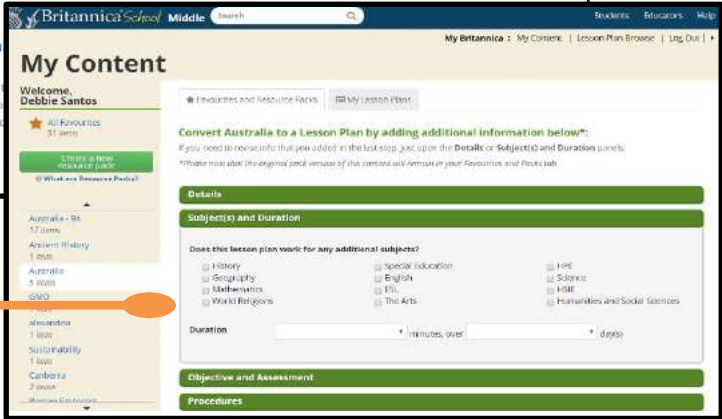 Britannica School Middle Search Students Educators Help
My Britannica : My Content | Lesson Plan Browse | Log Out |
My Content
Welcome,
Debbie Santos
All Favourites
51 items
Create a new
resource pack
What are Resource Packs?
Australia - 9A
17 items
Ancient History
1 item
Australia
5 items
GMO
alexandria
1 item
Sustainability
1 item
Canberra
2 items
Favourites and Resource Packs My Lesson Plans
Convert Australia to a Lesson Plan by adding additional information below*:
If you need to revise info that you added in the last step, just open the Details or Subject(s) and Duration panels.
*Please note that the original pack version of this content will remain in your Favourites and Packs tab.
Details
Subject(s) and Duration
Does this lesson plan work for any additional subjects?
History Special Education HPE
Geography English Science
Mathematics ESL HSIE
World Religions The Arts Humanities and Social Sciences
Duration minutes, over day(s)
Objective and Assessment
Procedures